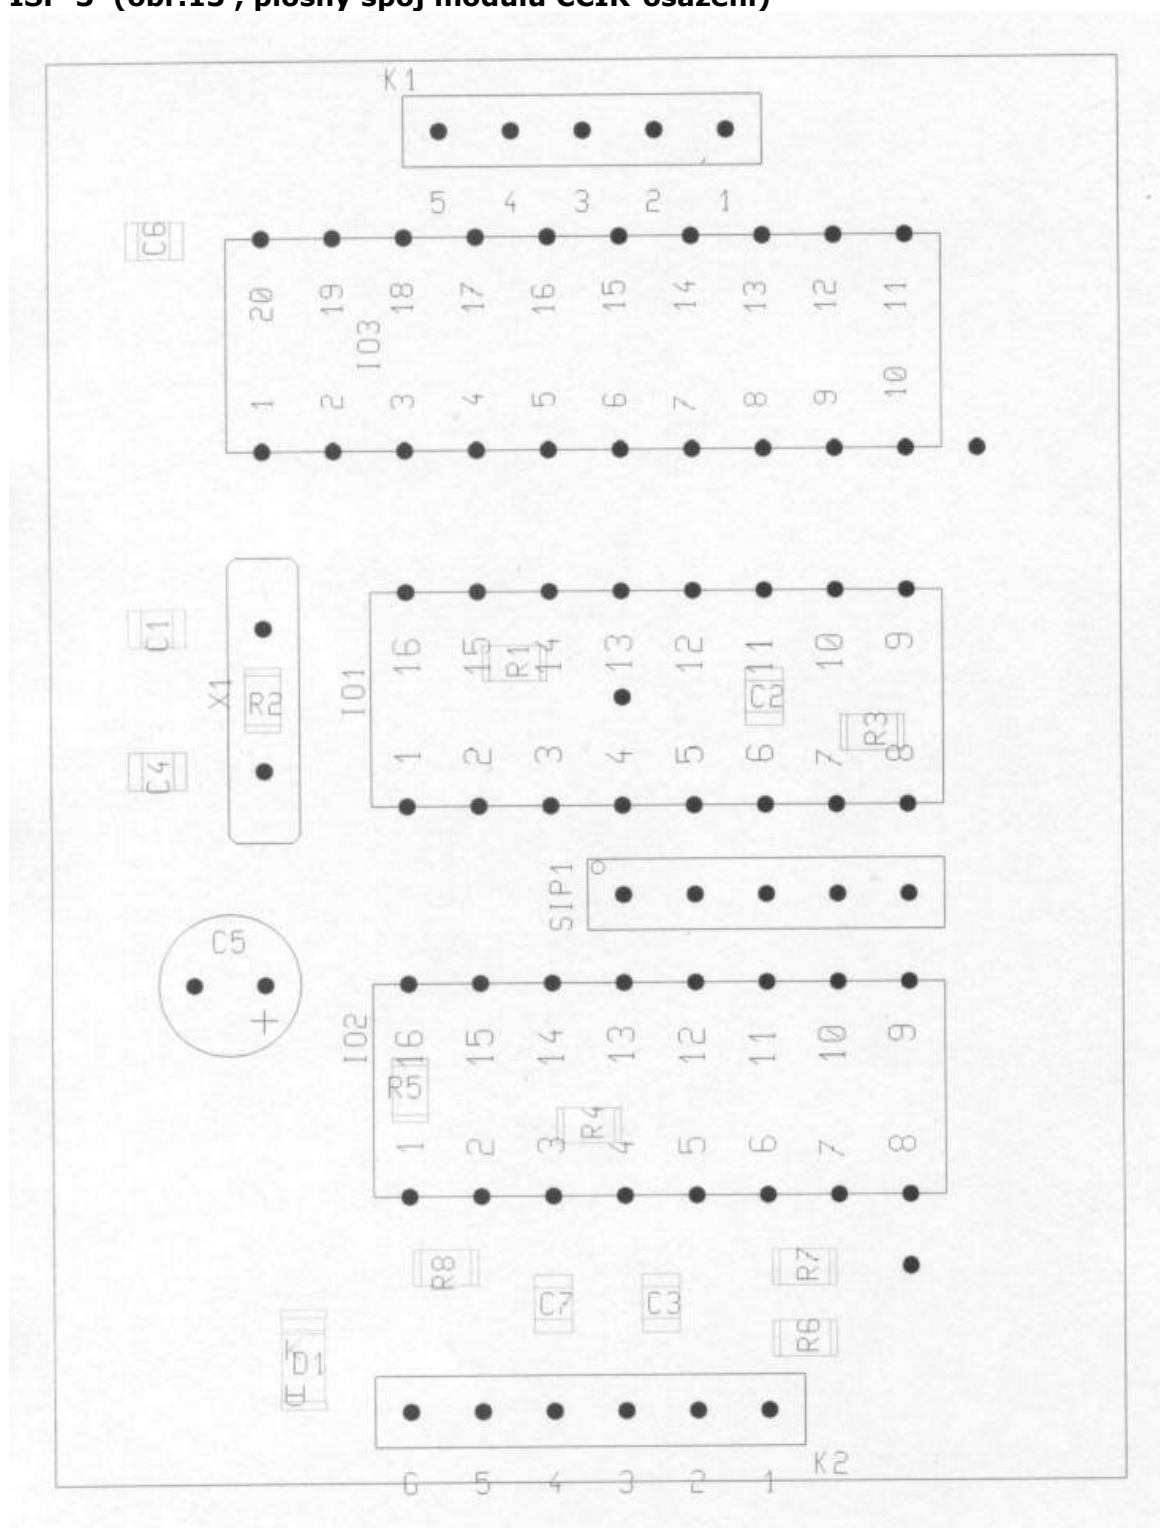 ISP-3 (obr.13, plošný spoj modulu CCIR-osazení)
K1
5 4 3 2 1
C6
20 19 18 17 16 15 14 13 12 11
IO3
1 2 3 4 5 6 7 8 9 10
C1
X1
R2
C4
16 15 14 13 12 11 10 9
R1
IO1
C2
R3
1 2 3 4 5 6 7 8
SIP1
C5
+
IO2
16 15 14 13 12 11 10 9
R5
R4
1 2 3 4 5 6 7 8
R8
R7
C7
C3
R6
K
D1
K2
6 5 4 3 2 1